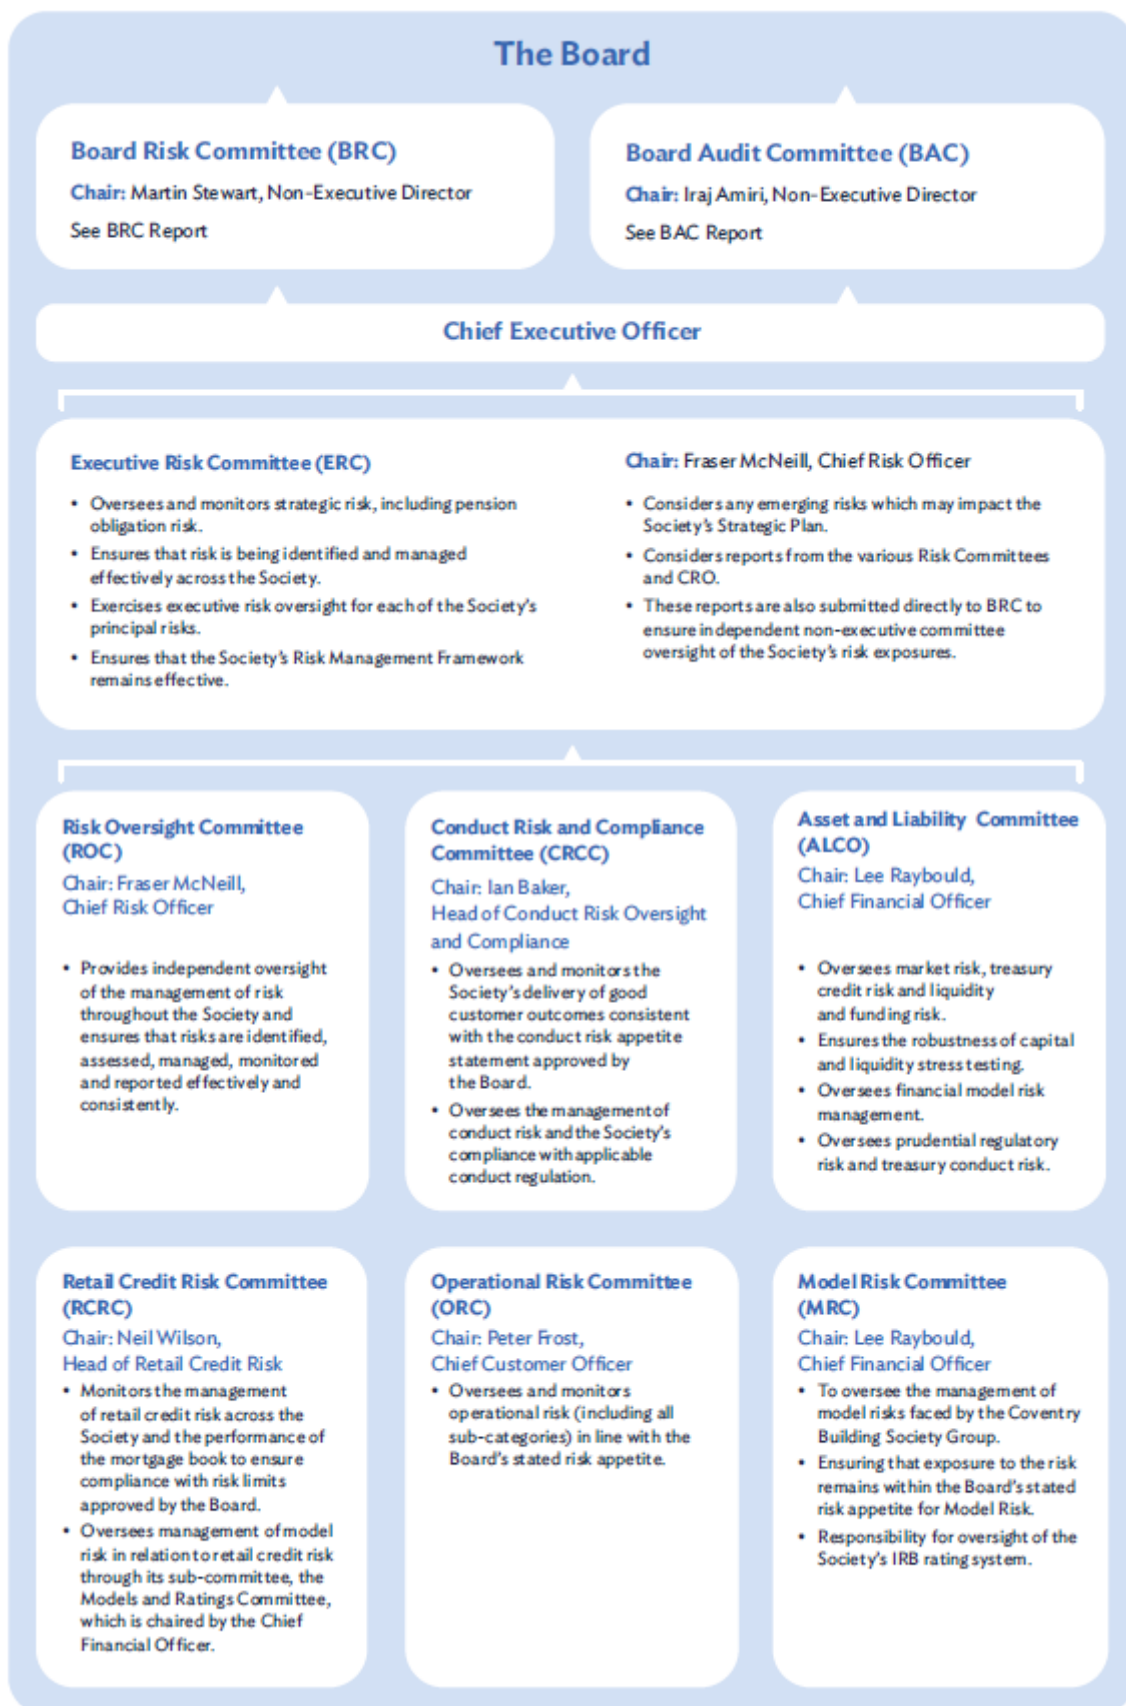 The Board
Board Risk Committee (BRC)
Chair: Martin Stewart, Non-Executive Director
See BRC Report
Board Audit Committee (BAC)
Chair: Iraj Amiri, Non-Executive Director
See BAC Report
Chief Executive Officer
Executive Risk Committee (ERC)
• Oversees and monitors strategic risk, including pension
obligation risk.
• Ensures that risk is being identified and managed
effectively across the Society.
• Exercises executive risk oversight for each of the Society's
principal risks.
• Ensures that the Society's Risk Management Framework
remains effective.
Chair: Fraser McNeill, Chief Risk Officer
• Considers any emerging risks which may impact the
Society's Strategic Plan.
• Considers reports from the various Risk Committees
and CRO.
• These reports are also submitted directly to BRC to
ensure independent non-executive committee
oversight of the Society's risk exposures.
Risk Oversight Committee
(ROC)
Chair: Fraser McNeill,
Chief Risk Officer
• Provides independent oversight
of the management of risk
throughout the Society and
ensures that risks are identified,
assessed, managed, monitored
and reported effectively and
consistently.
Conduct Risk and Compliance
Committee (CRCC)
Chair: Ian Baker,
Head of Conduct Risk Oversight
and Compliance
• Oversees and monitors the
Society's delivery of good
customer outcomes consistent
with the conduct risk appetite
statement approved by
the Board.
• Oversees the management of
conduct risk and the Society's
compliance with applicable
conduct regulation.
Asset and Liability Committee
(ALCO)
Chair: Lee Raybould,
Chief Financial Officer
• Oversees market risk, treasury
credit risk and liquidity
and funding risk.
• Ensures the robustness of capital
and liquidity stress testing.
• Oversees financial model risk
management.
• Oversees prudential regulatory
risk and treasury conduct risk.
Retail Credit Risk Committee
(RCRC)
Chair: Neil Wilson,
Head of Retail Credit Risk
• Monitors the management
of retail credit risk across the
Society and the performance of
the mortgage book to ensure
compliance with risk limits
approved by the Board.
• Oversees management of model
risk in relation to retail credit risk
through its sub-committee, the
Models and Ratings Committee,
which is chaired by the Chief
Financial Officer.
Operational Risk Committee
(ORC)
Chair: Peter Frost,
Chief Customer Officer
• Oversees and monitors
operational risk (including all
sub-categories) in line with the
Board's stated risk appetite.
Model Risk Committee
(MRC)
Chair: Lee Raybould,
Chief Financial Officer
• To oversee the management of
model risks faced by the Coventry
Building Society Group.
• Ensuring that exposure to the risk
remains within the Board's stated
risk appetite for Model Risk.
• Responsibility for oversight of the
Society's IRB rating system.